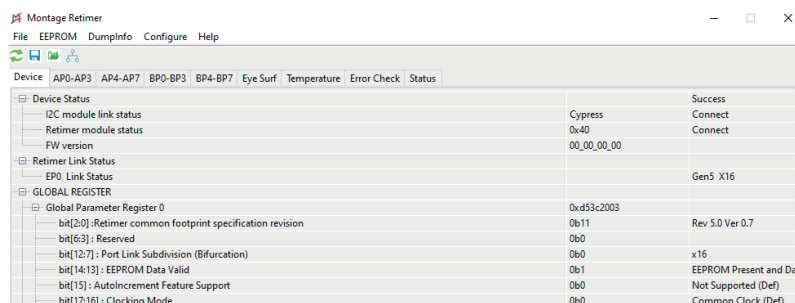 Montage Retimer
File EEPROM DumpInfo Configure Help
Device AP0-AP3 AP4-AP7 BP0-BP3 BP4-BP7 Eye Surf Temperature Error Check Status
Device Status Success
I2C module link status Cypress Connect
Retimer module status 0x40 Connect
FW version 00_00_00_00
Retimer Link Status
EP0 Link Status Gen5 X16
GLOBAL REGISTER
Global Parameter Register 0 0xd53c2003
bit[2:0] :Retimer common footprint specification revision 0b11 Rev 5.0 Ver 0.7
bit[6:3] : Reserved 0b0
bit[12:7] : Port Link Subdivision (Bifurcation) 0b0 x16
bit[14:13] : EEPROM Data Valid 0b1 EEPROM Present and Da
bit[15] : AutoIncrement Feature Support 0b0 Not Supported (Def)
bit[17:16] : Clocking Mode 0b0 Common Clock (Def)